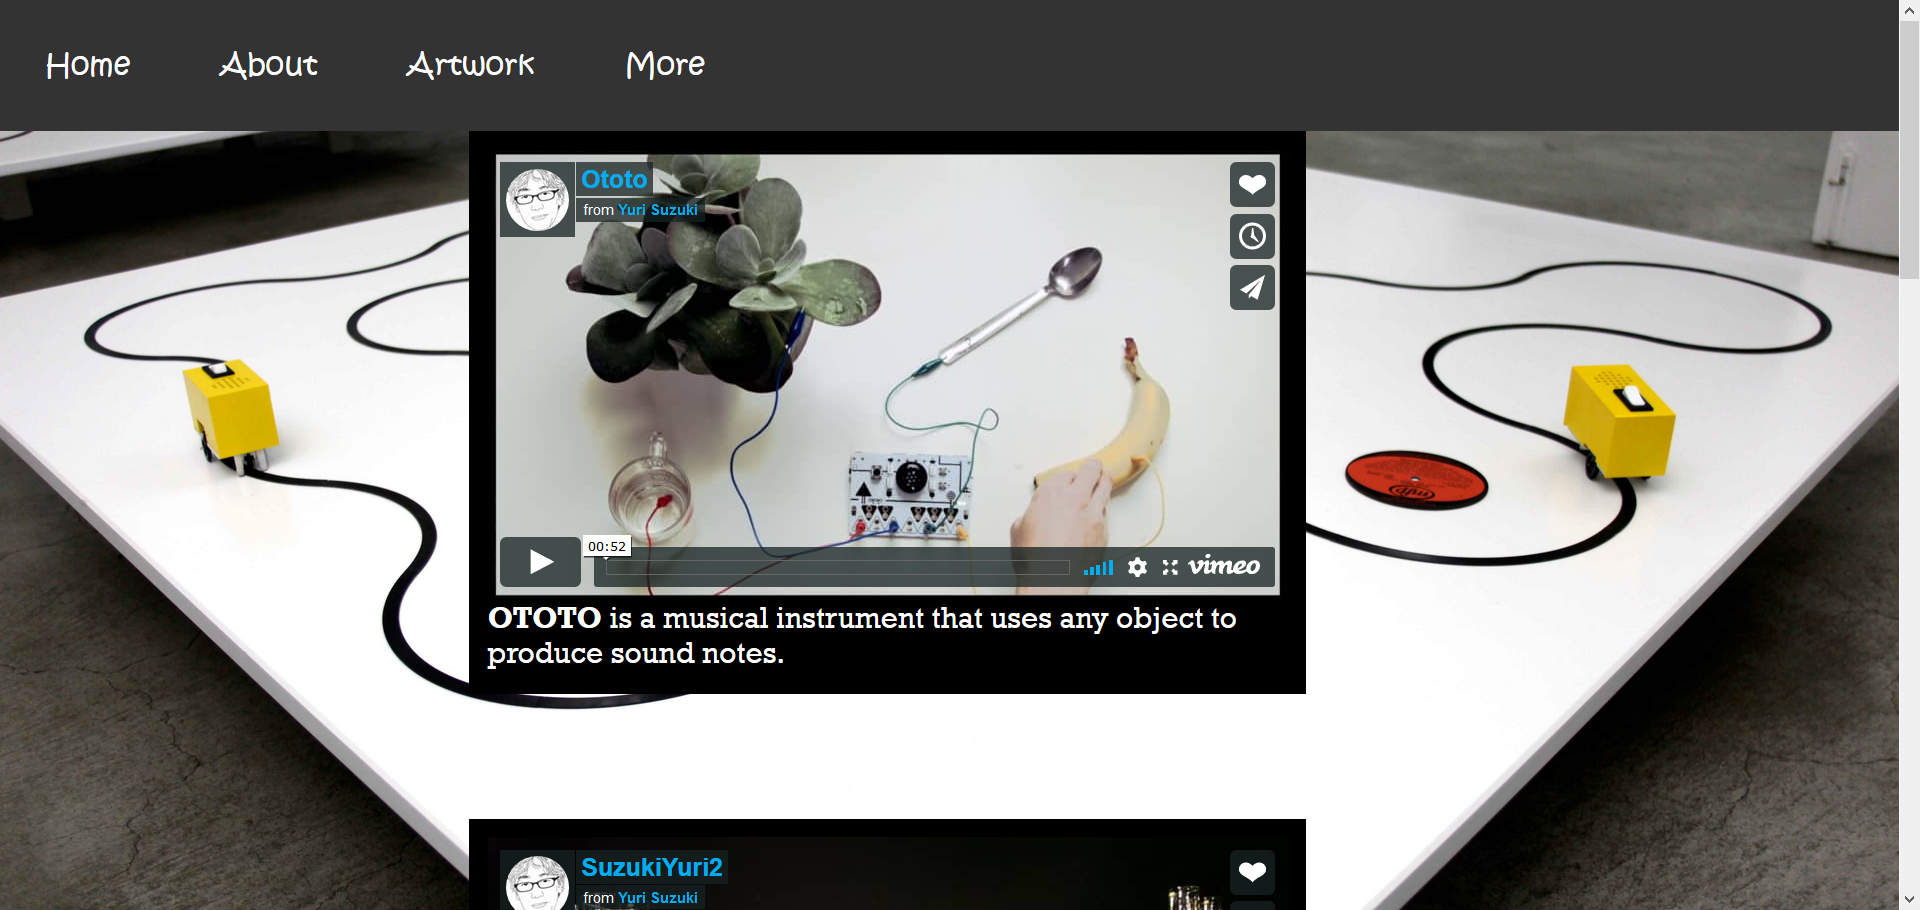 Home About Artwork More
Ototo
from Yuri Suzuki
00:52
vimeo
OTOTO is a musical instrument that uses any object to
produce sound notes.
SuzukiYuri2
from Yuri Suzuki